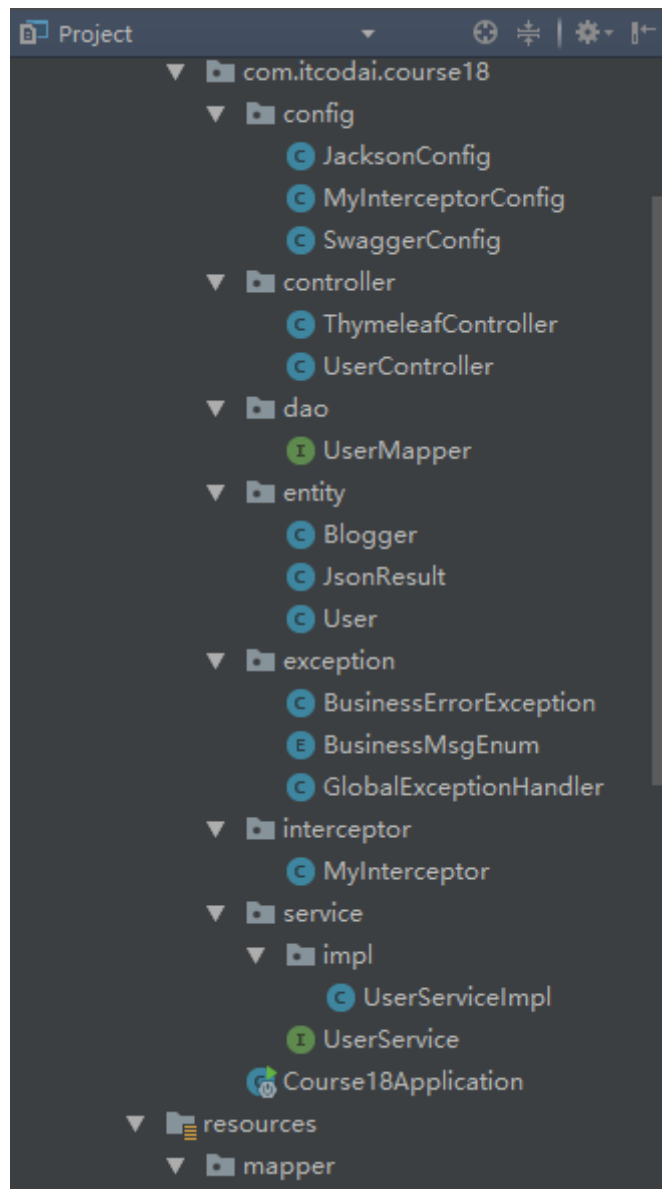 Project
com.itcodai.course18
config
C JacksonConfig
C MyInterceptorConfig
C SwaggerConfig
controller
C ThymeleafController
C UserController
dao
I UserMapper
entity
C Blogger
C JsonResult
C User
exception
C BusinessErrorException
E BusinessMsgEnum
C GlobalExceptionHandler
interceptor
C MyInterceptor
service
impl
C UserServiceImpl
I UserService
Course18Application
resources
mapper